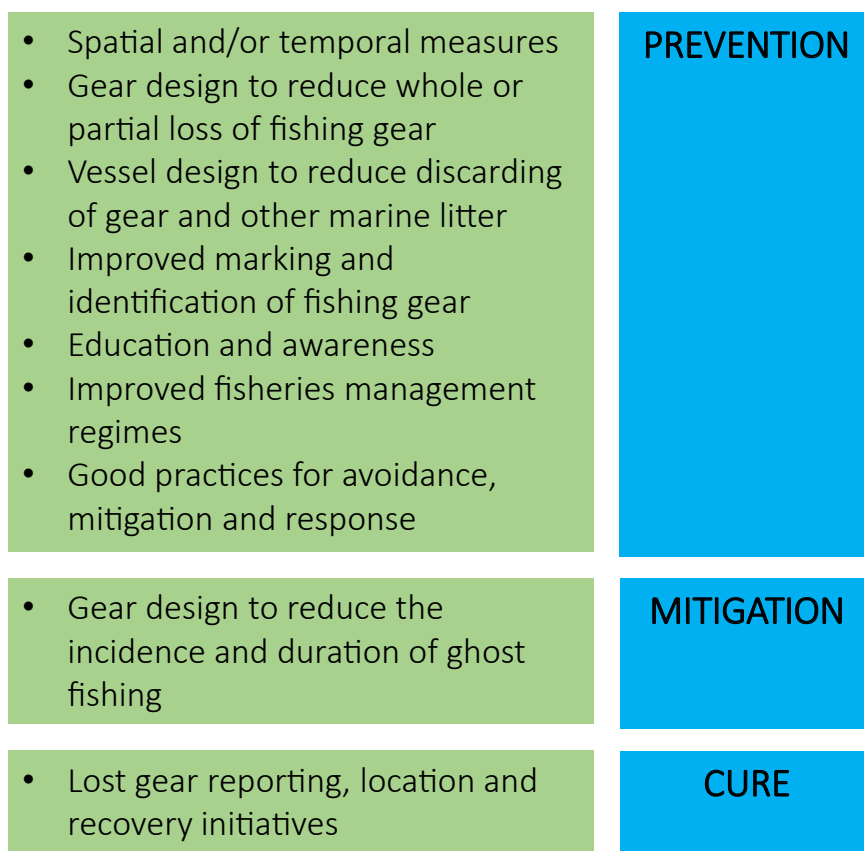 • Spatial and/or temporal measures
• Gear design to reduce whole or
partial loss of fishing gear
• Vessel design to reduce discarding
of gear and other marine litter
• Improved marking and
identification of fishing gear
• Education and awareness
• Improved fisheries management
regimes
• Good practices for avoidance,
mitigation and response
PREVENTION
• Gear design to reduce the
incidence and duration of ghost
fishing
MITIGATION
• Lost gear reporting, location and
recovery initiatives
CURE